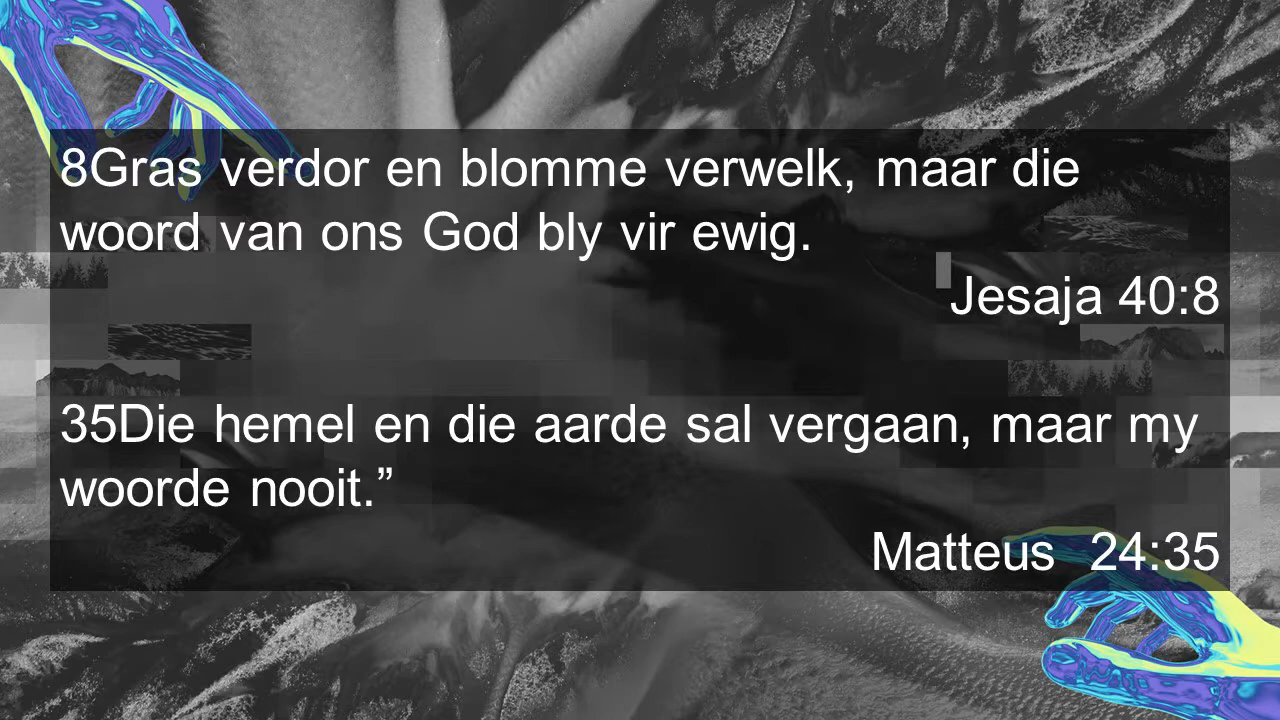 8Gras verdor en blomme verwelk, maar die
woord van ons God bly vir ewig.
Jesaja 40:8
35Die hemel en die aarde sal vergaan, maar my
woorde nooit.”
Matteus  24:35